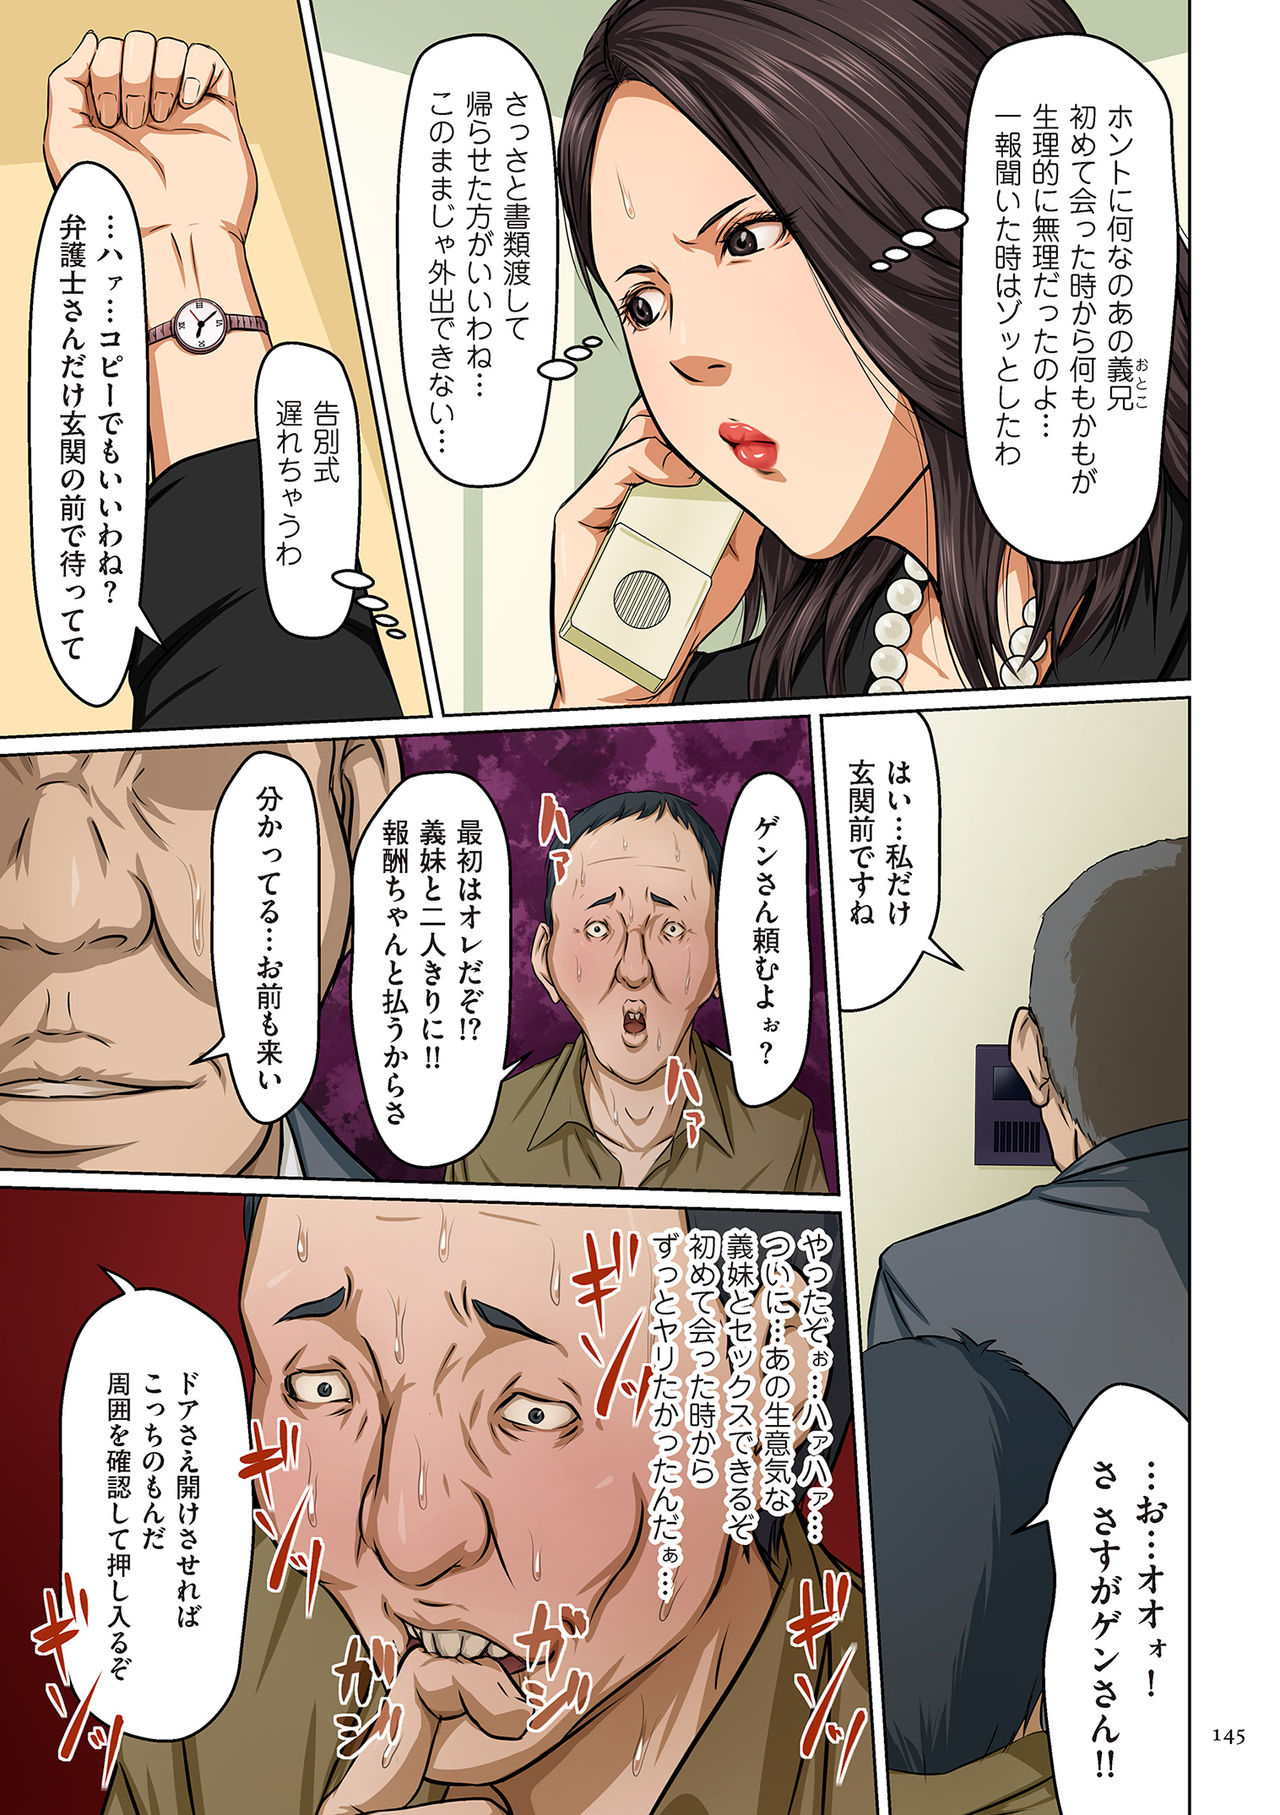 ホントに何なのあの義兄
おとこ
初めて会った時から何もかもが
生理的に無理だったのよ…
一報聞いた時はゾッとしたわ
さっさと書類渡して
帰らせた方がいいわね…
このままじゃ外出できない…
告別式
遅れちゃうわ
…ハァ…コピーでもいいわね？
弁護士さんだけ玄関の前で待ってて
はい…私だけ
玄関前ですね
…お…オオォ！
さ さすがゲンさん!!
ゲンさん頼むよぉ？
ハァ
ハァ
最初はオレだぞ!?
義妹と二人きりに!!
報酬ちゃんと払うからさ
分かってる…お前も来い
やったぞぉ…ハァハァ…
ついに…あの生意気な
義妹とセックスできるぞ
初めて会った時から
ずっとヤリたかったんだぁ…
ギゾッ
ギゾッ
ギゾッ
ガジ
ガジ
ドアさえ開けさせれば
こっちのもんだ
周囲を確認して押し入るぞ
145